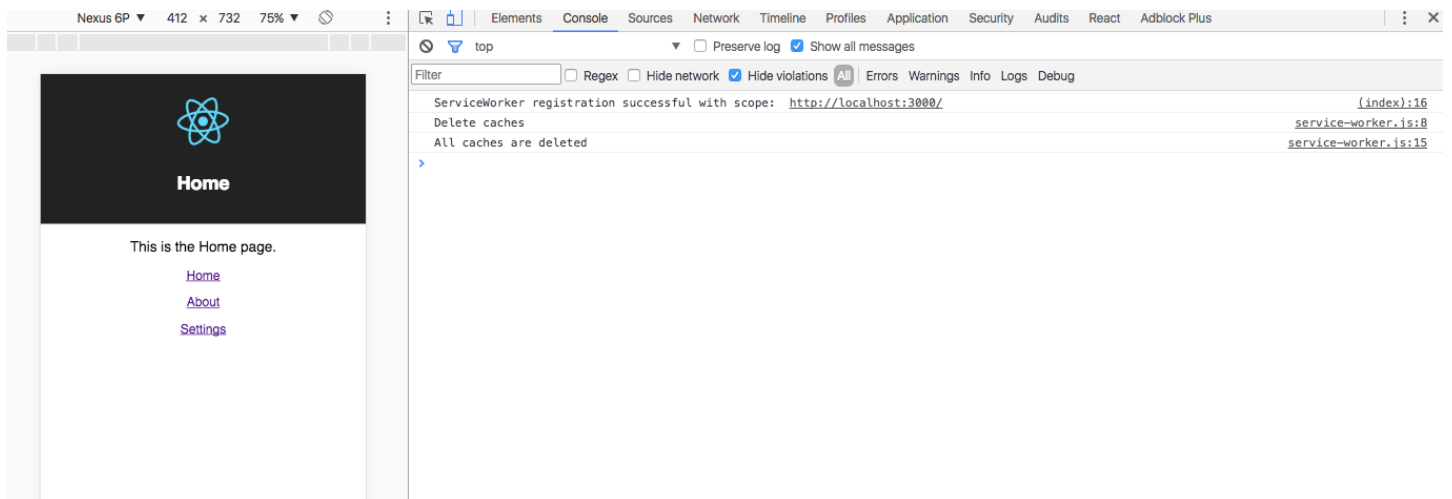 Nexus 6P ▼ 412 × 732 75% ▼
Elements Console Sources Network Timeline Profiles Application Security Audits React Adblock Plus
top ▼ Preserve log Show all messages
Filter Regex Hide network Hide violations All Errors Warnings Info Logs Debug
ServiceWorker registration successful with scope: http://localhost:3000/ (index):16
Delete caches service-worker.js:8
All caches are deleted service-worker.js:15
>
Home
This is the Home page.
Home
About
Settings